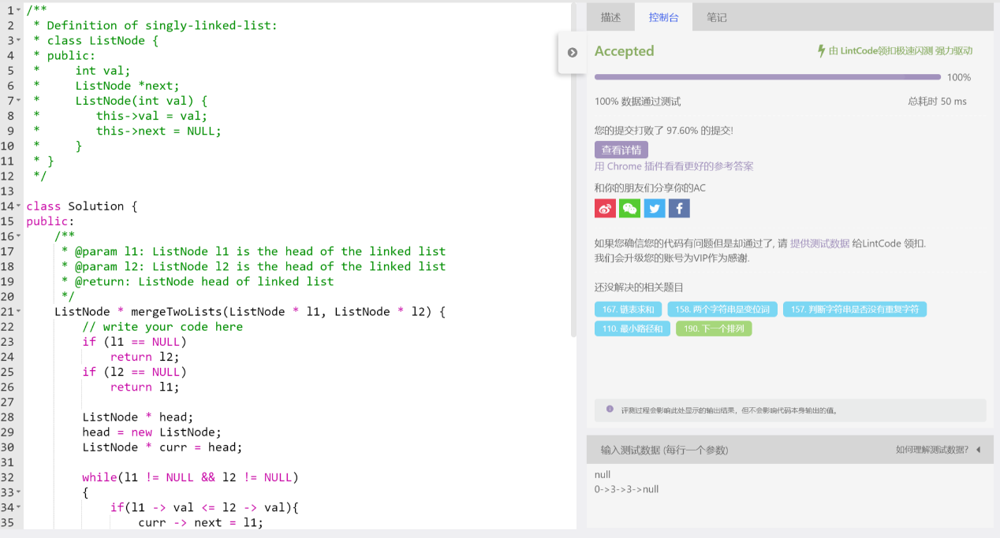 1 /**
2  * Definition of singly-linked-list:
3  * class ListNode {
4  * public:
5  *     int val;
6  *     ListNode *next;
7  *     ListNode(int val) {
8  *        this->val = val;
9  *        this->next = NULL;
10  *     }
11  * }
12  */
13
14 class Solution {
15 public:
16     /**
17      * @param l1: ListNode l1 is the head of the linked list
18      * @param l2: ListNode l2 is the head of the linked list
19      * @return: ListNode head of linked list
20      */
21     ListNode * mergeTwoLists(ListNode * l1, ListNode * l2) {
22         // write your code here
23         if (l1 == NULL)
24             return l2;
25         if (l2 == NULL)
26             return l1;
27
28         ListNode * head;
29         head = new ListNode;
30         ListNode * curr = head;
31
32         while(l1 != NULL && l2 != NULL)
33         {
34             if(l1 -> val <= l2 -> val){
35                 curr -> next = l1;
描述 控制台 笔记
Accepted 由 LintCode领扣极速闪测 强力驱动
100%
100% 数据通过测试 总耗时 50 ms
您的提交打败了 97.60% 的提交!
查看详情
用 Chrome 插件看看更好的参考答案
和你的朋友们分享你的AC
如果您确信您的代码有问题但是却通过了, 请 提供测试数据 给LintCode 领扣.
我们会升级您的账号为VIP作为感谢.
还没解决的相关题目
167. 链表求和 158. 两个字符串是变位词 157. 判断字符串是否没有重复字符
110. 最小路径和 190. 下一个排列
评测过程会影响此处显示的输出结果，但不会影响代码本身输出的值。
输入测试数据 (每行一个参数) 如何理解测试数据?
null
0->3->3->null